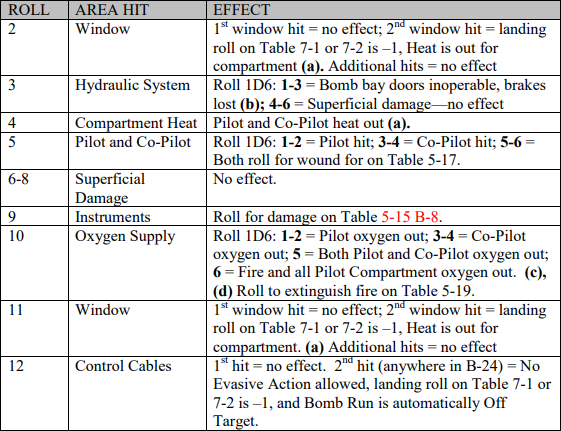 ROLL AREA HIT EFFECT
2 Window 1st window hit = no effect; 2nd window hit = landing
roll on Table 7-1 or 7-2 is –1, Heat is out for
compartment (a). Additional hits = no effect
3 Hydraulic System Roll 1D6: 1-3 = Bomb bay doors inoperable, brakes
lost (b); 4-6 = Superficial damage—no effect
4 Compartment Heat Pilot and Co-Pilot heat out (a).
5 Pilot and Co-Pilot Roll 1D6: 1-2 = Pilot hit; 3-4 = Co-Pilot hit; 5-6 =
Both roll for wound for on Table 5-17.
6-8 Superficial No effect.
Damage
9 Instruments Roll for damage on Table 5-15 B-8.
10 Oxygen Supply Roll 1D6: 1-2 = Pilot oxygen out; 3-4 = Co-Pilot
oxygen out; 5 = Both Pilot and Co-Pilot oxygen out;
6 = Fire and all Pilot Compartment oxygen out. (c),
(d) Roll to extinguish fire on Table 5-19.
11 Window 1st window hit = no effect; 2nd window hit = landing
roll on Table 7-1 or 7-2 is –1, Heat is out for
compartment. (a) Additional hits = no effect
12 Control Cables 1st hit = no effect. 2nd hit (anywhere in B-24) = No
Evasive Action allowed, landing roll on Table 7-1 or
7-2 is –1, and Bomb Run is automatically Off
Target.